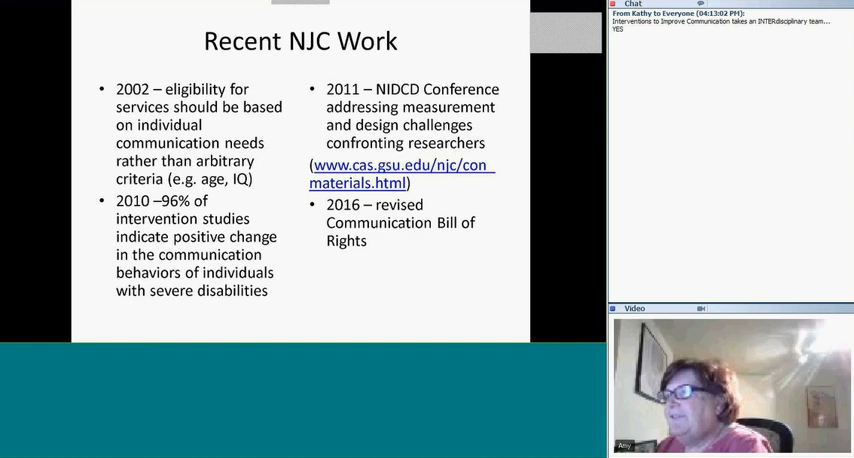 Recent NJC Work
• 2002 – eligibility for
services should be based
on individual
communication needs
rather than arbitrary
criteria (e.g. age, IQ)
• 2010 –96% of
intervention studies
indicate positive change
in the communication
behaviors of individuals
with severe disabilities
• 2011 – NIDCD Conference
addressing measurement
and design challenges
confronting researchers
(www.cas.gsu.edu/njc/con_
materials.html)
• 2016 – revised
Communication Bill of
Rights
Chat
From Kathy to Everyone (04:13:02 PM):
Interventions to Improve Communication takes an INTERdisciplinary team...
YES
Video
Amy